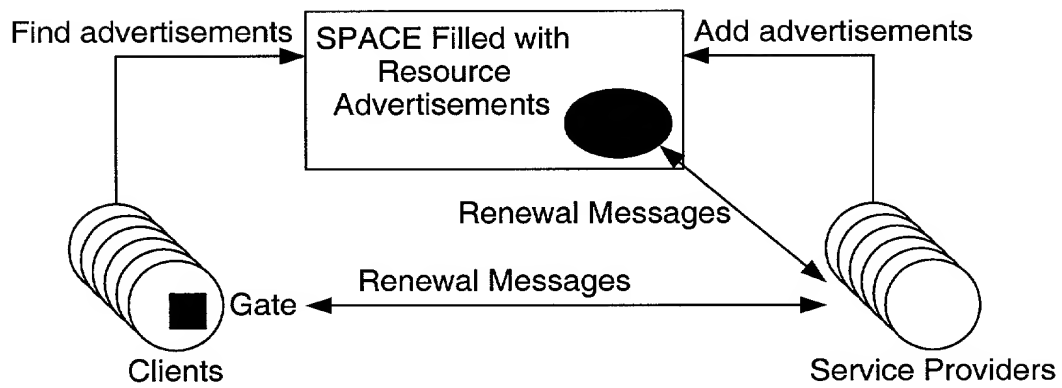 Find advertisements
SPACE Filled with
Resource
Advertisements
Add advertisements
Renewal Messages
Renewal Messages
Gate
Clients
Service Providers